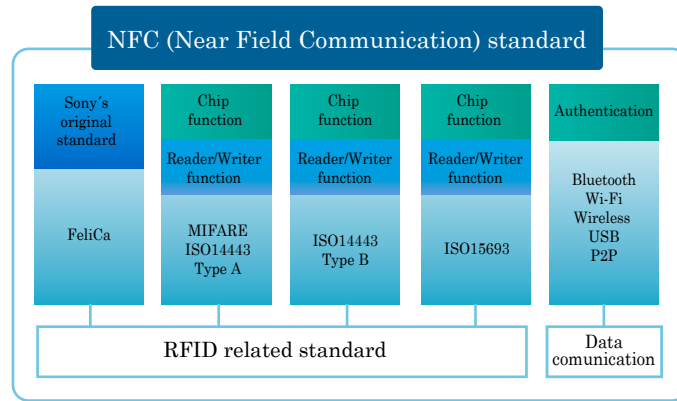 NFC (Near Field Communication) standard
Sony´s
original
standard
FeliCa
Chip
function
Reader/Writer
function
MIFARE
ISO14443
Type A
Chip
function
Reader/Writer
function
ISO14443
Type B
Chip
function
Reader/Writer
function
ISO15693
Authentication
Bluetooth
Wi-Fi
Wireless
USB
P2P
RFID related standard
Data
comunication